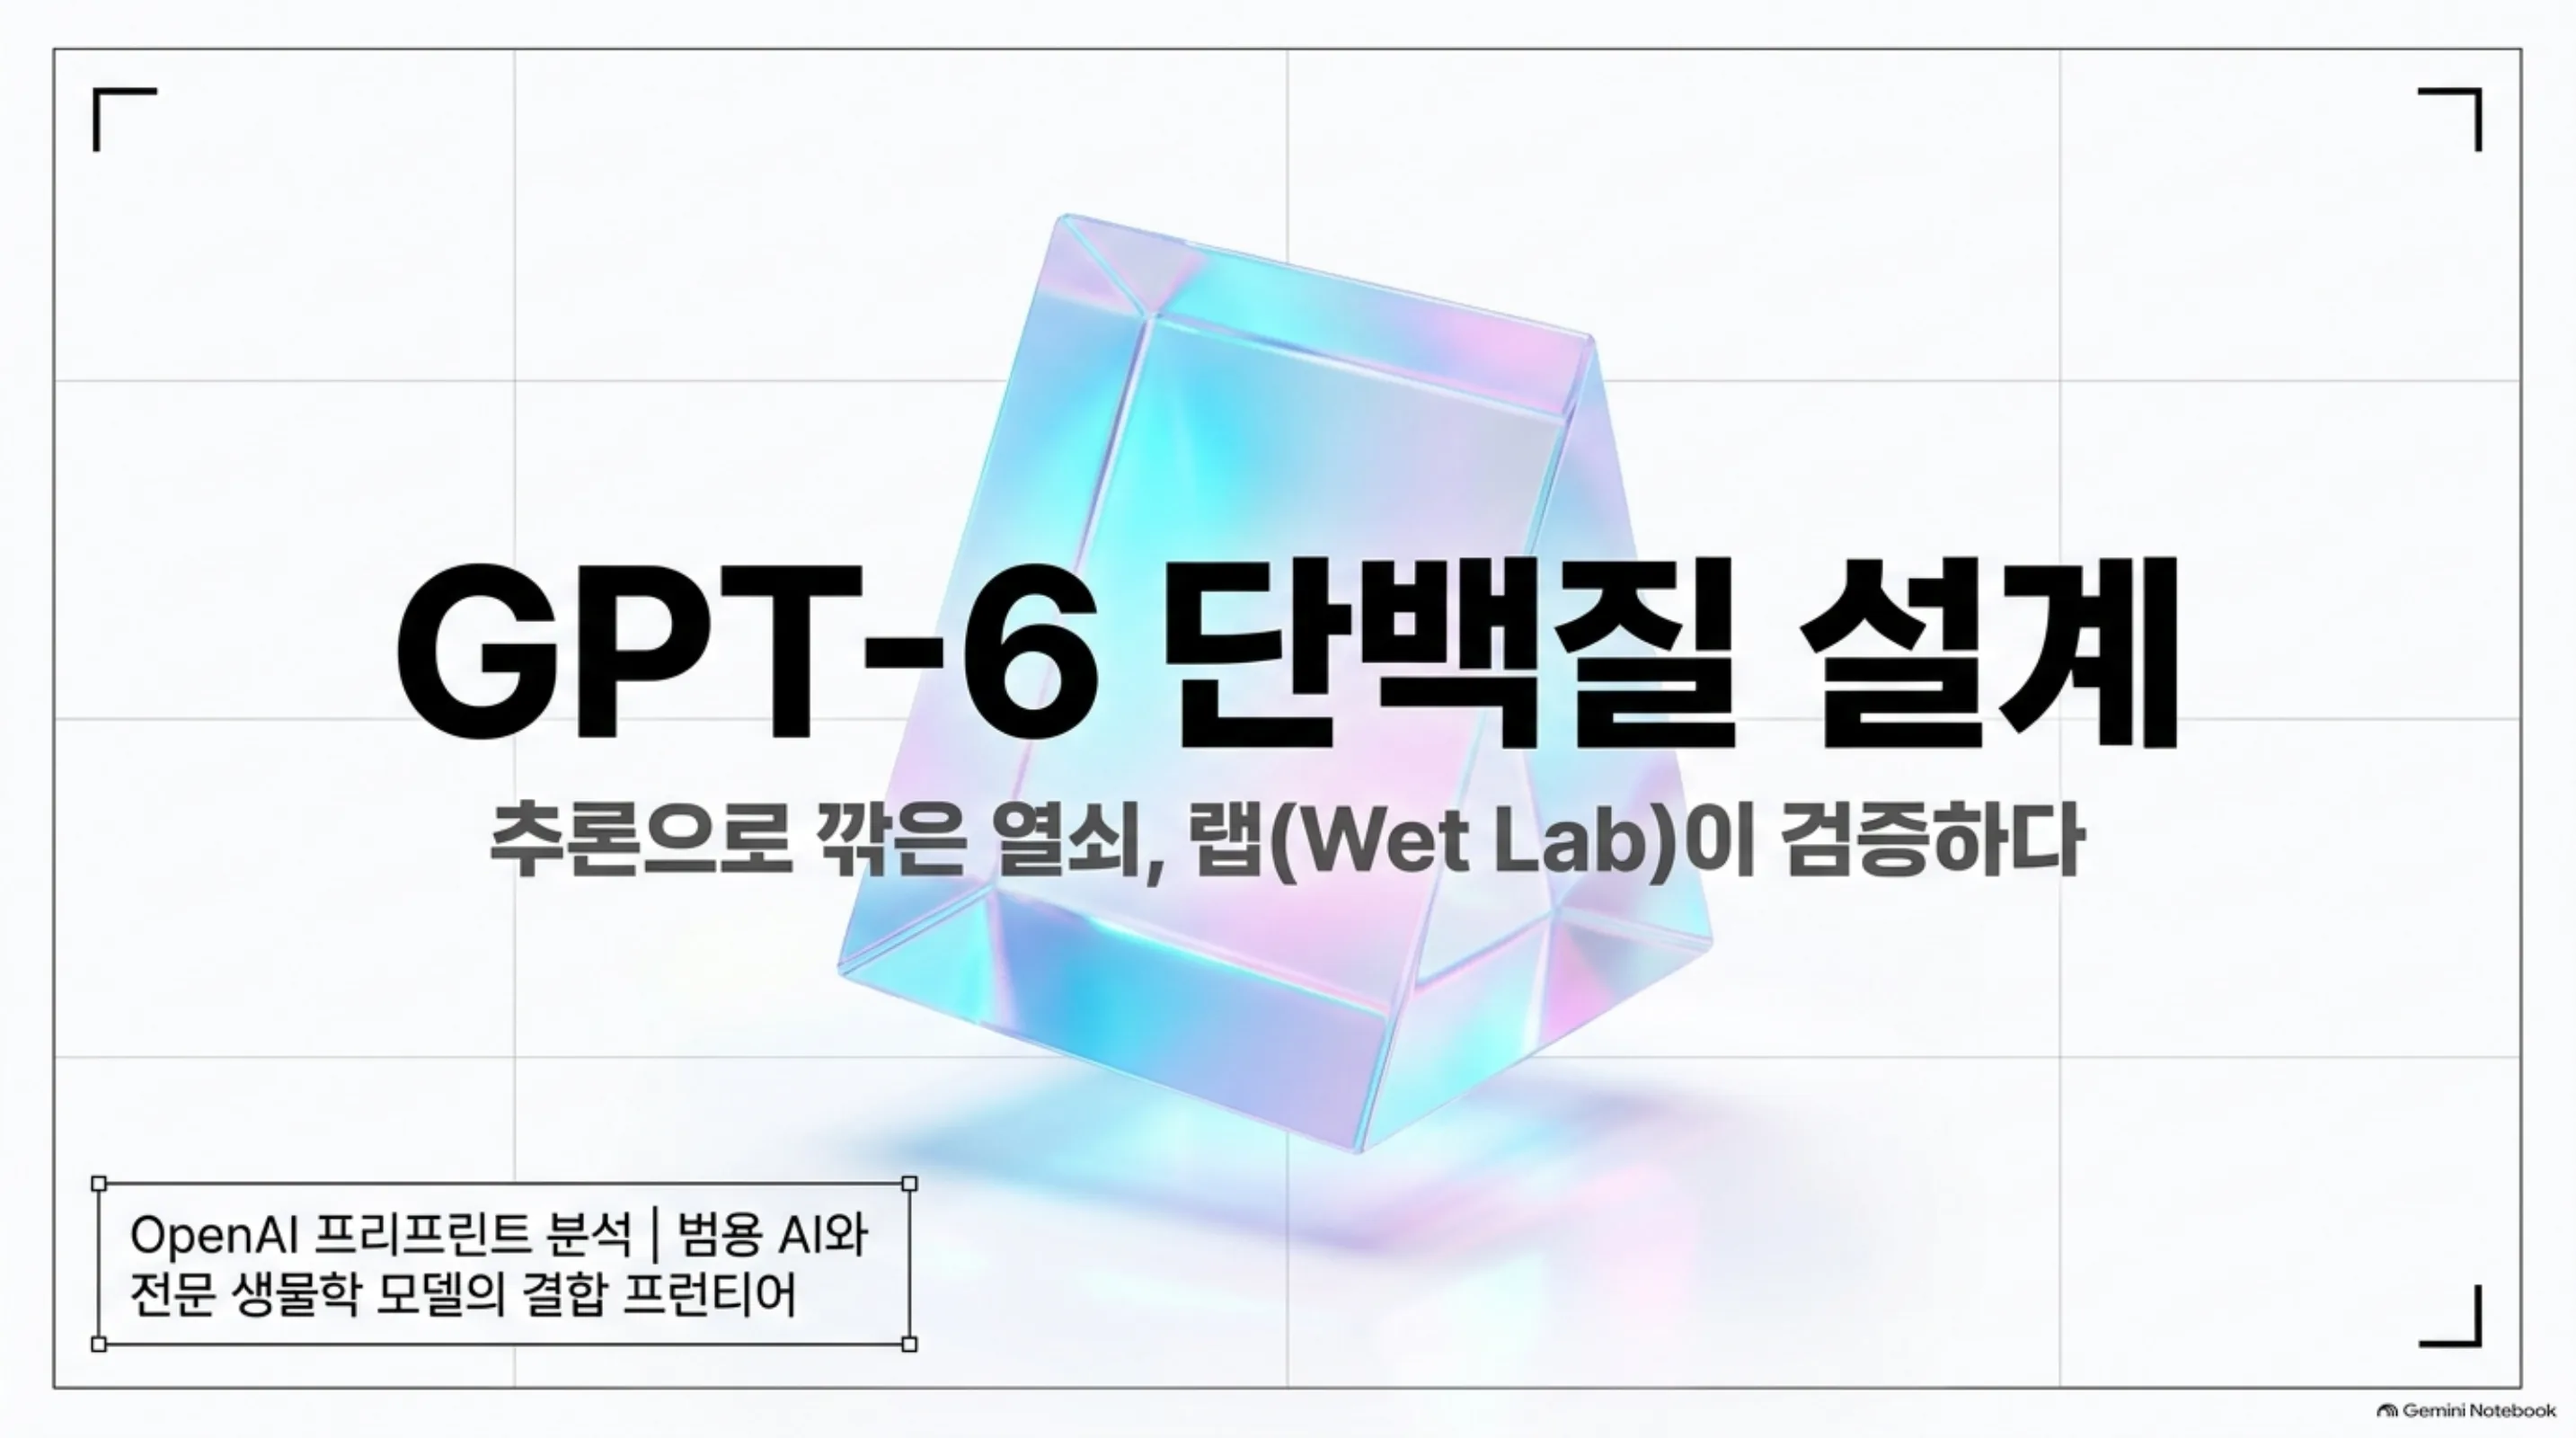 GPT-6 단백질 설계
추론으로 깎은 열쇠, 랩(Wet Lab)이 검증하다
OpenAI 프리프린트 분석 | 범용 AI와
전문 생물학 모델의 결합 프런티어
Gemini Notebook